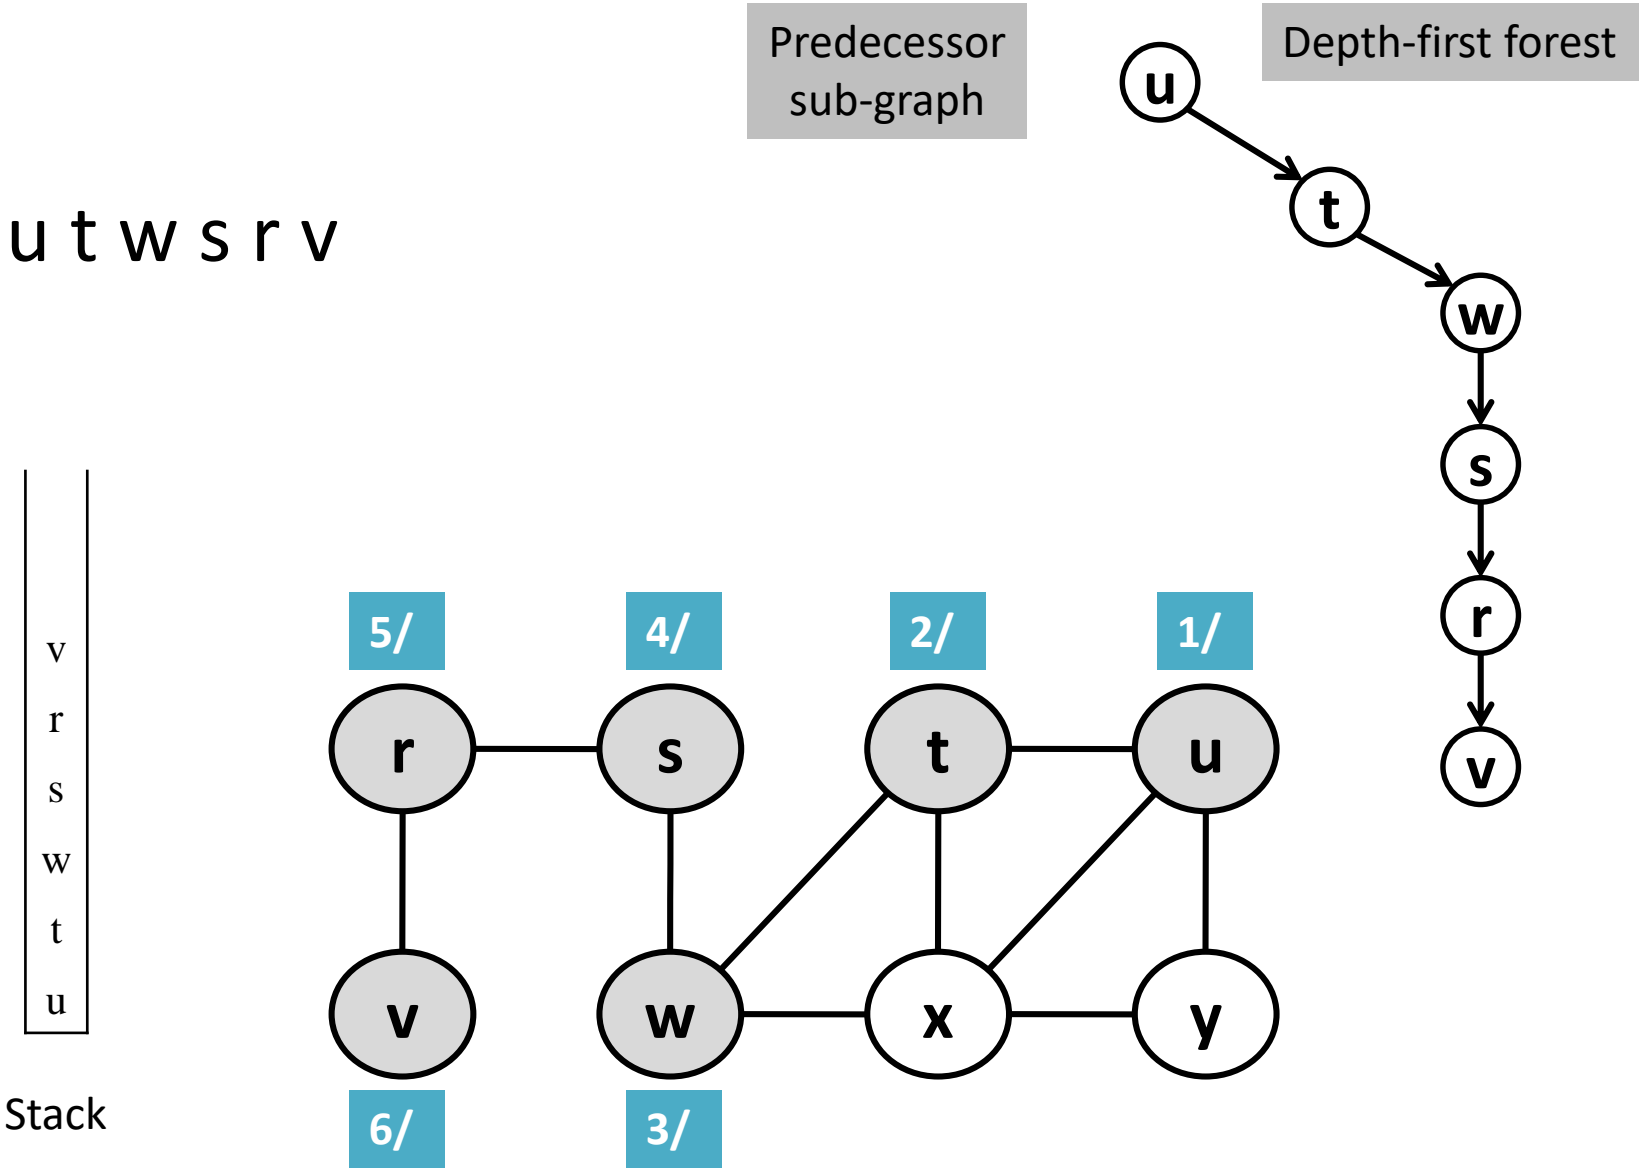 Predecessor
sub-graph
Depth-first forest
u
t
w
s
r
v
u t w s r v
v
r
s
w
t
u
Stack
5/
4/
2/
1/
r
s
t
u
v
w
x
y
6/
3/